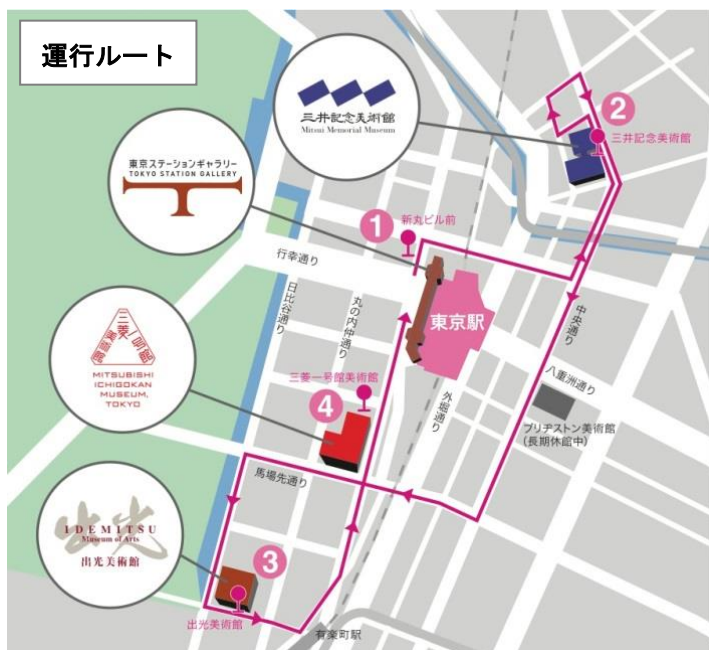 運行ルート
三井記念美術館
Mitsui Memorial Museum
2
三井記念美術館
東京ステーションギャラリー
TOKYO STATION GALLERY
1
新丸ビル前
行幸通り
日比谷通り
丸の内仲通り
東京駅
中央通り
八重洲通り
外堀通り
三菱一号館美術館
MITSUBISHI
ICHIGOKAN
MUSEUM,
TOKYO
三菱一号館美術館
4
ブリヂストン美術館
(長期休館中)
馬場先通り
IDEMITSU
Museum of Arts
出光
出光美術館
3
出光美術館
有楽町駅